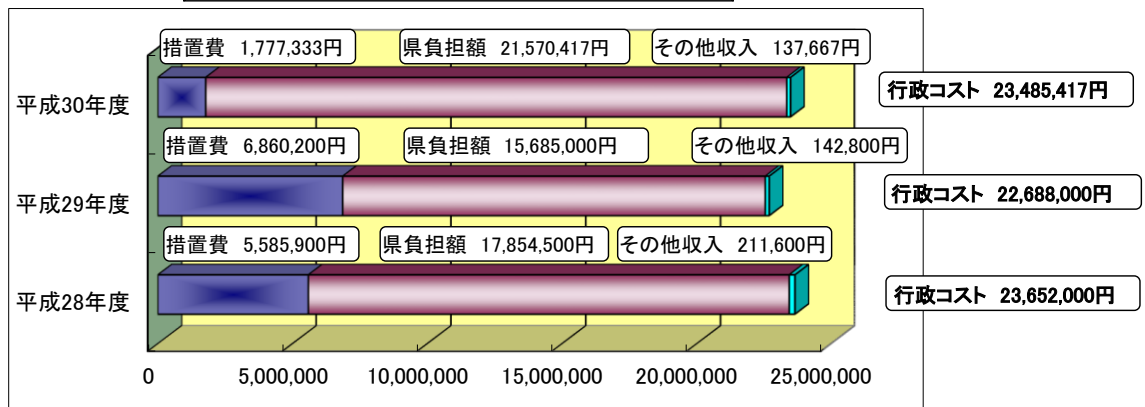 措置費 1,777,333円 県負担額 21,570,417円 その他収入 137,667円
平成30年度 行政コスト 23,485,417円
措置費 6,860,200円 県負担額 15,685,000円 その他収入 142,800円
平成29年度 行政コスト 22,688,000円
措置費 5,585,900円 県負担額 17,854,500円 その他収入 211,600円
平成28年度 行政コスト 23,652,000円
0 5,000,000 10,000,000 15,000,000 20,000,000 25,000,000